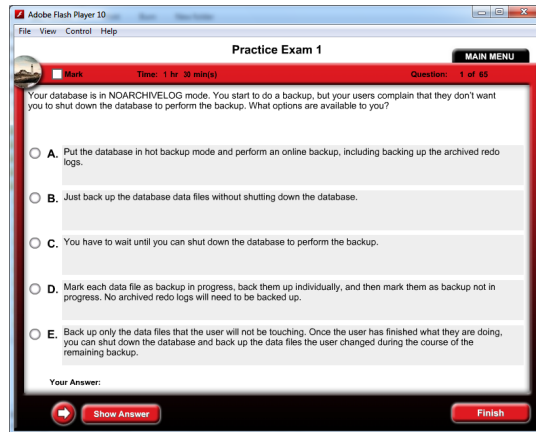 Adobe Flash Player 10
File View Control Help
Practice Exam 1
MAIN MENU
Mark Time: 1 hr 30 min(s) Question: 1 of 65
Your database is in NOARCHIVELOG mode. You start to do a backup, but your users complain that they don't want
you to shut down the database to perform the backup. What options are available to you?
A. Put the database in hot backup mode and perform an online backup, including backing up the archived redo
logs.
B. Just back up the database data files without shutting down the database.
C. You have to wait until you can shut down the database to perform the backup.
D. Mark each data file as backup in progress, back them up individually, and then mark them as backup not in
progress. No archived redo logs will need to be backed up.
E. Back up only the data files that the user will not be touching. Once the user has finished what they are doing,
you can shut down the database and back up the data files the user changed during the course of the
remaining backup.
Your Answer:
Show Answer
Finish